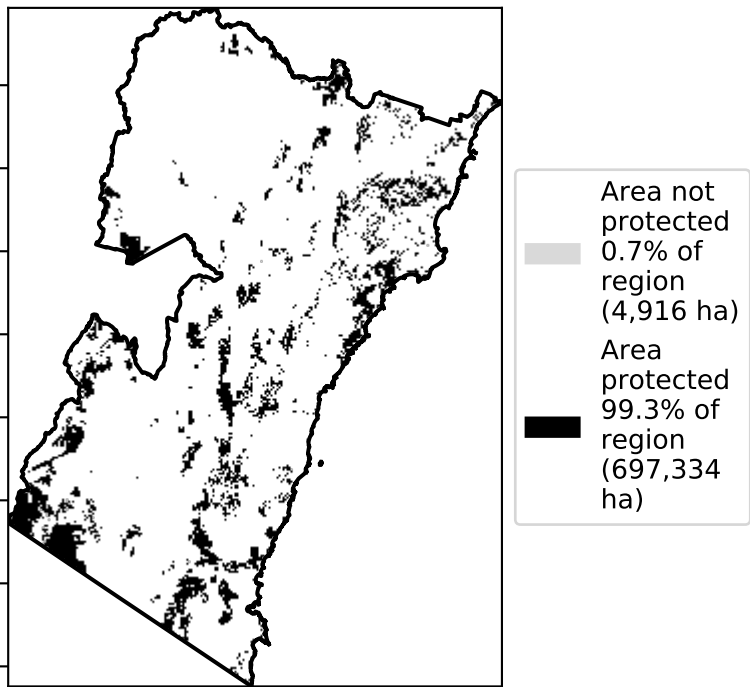 Area not
protected
0.7% of
region
(4,916 ha)
Area
protected
99.3% of
region
(697,334
ha)